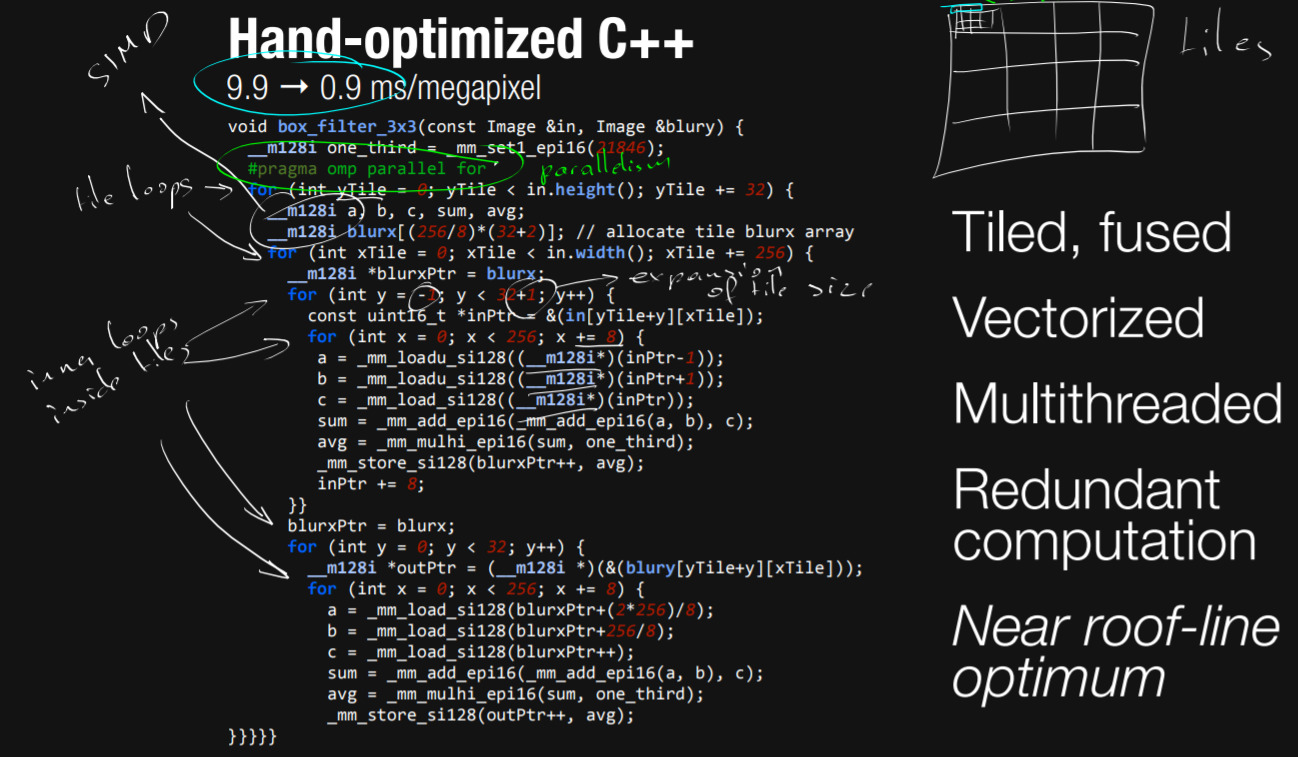 SIMD
Hand-optimized C++
9.9 → 0.9 ms/megapixel
tiles
void box_filter_3x3(const Image &in, Image &blury) {
__m128i one_third = _mm_set1_epi16(21846);
#pragma omp parallel for
parallelism
tile loops
for (int yTile = 0; yTile < in.height(); yTile += 32) {
__m128i a, b, c, sum, avg;
__m128i blurx[(256/8)*(32+2)]; // allocate tile blurx array
for (int xTile = 0; xTile < in.width(); xTile += 256) {
__m128i *blurxPtr = blurx;
expansion
of tile size
for (int y = -1; y < 32+1; y++) {
const uint16_t *inPtr = &(in[yTile+y][xTile]);
inner loops
inside tiles
for (int x = 0; x < 256; x += 8) {
a = _mm_loadu_si128((__m128i*)(inPtr-1));
b = _mm_loadu_si128((__m128i*)(inPtr+1));
c = _mm_load_si128((__m128i*)(inPtr));
sum = _mm_add_epi16(_mm_add_epi16(a, b), c);
avg = _mm_mulhi_epi16(sum, one_third);
_mm_store_si128(blurxPtr++, avg);
inPtr += 8;
}}
blurxPtr = blurx;
for (int y = 0; y < 32; y++) {
__m128i *outPtr = (__m128i *)(&(blury[yTile+y][xTile]));
for (int x = 0; x < 256; x += 8) {
a = _mm_load_si128(blurxPtr+(2*256)/8);
b = _mm_load_si128(blurxPtr+256/8);
c = _mm_load_si128(blurxPtr++);
sum = _mm_add_epi16(_mm_add_epi16(a, b), c);
avg = _mm_mulhi_epi16(sum, one_third);
_mm_store_si128(outPtr++, avg);
}}}}}
Tiled, fused
Vectorized
Multithreaded
Redundant
computation
Near roof-line
optimum